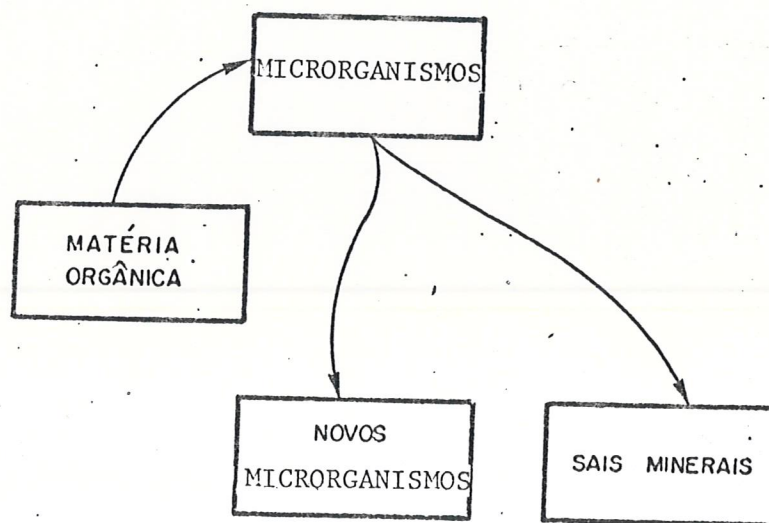 MICRORGANISMOS
MATÉRIA
ORGÂNICA
NOVOS
MICRORGANISMOS
SAIS MINERAIS